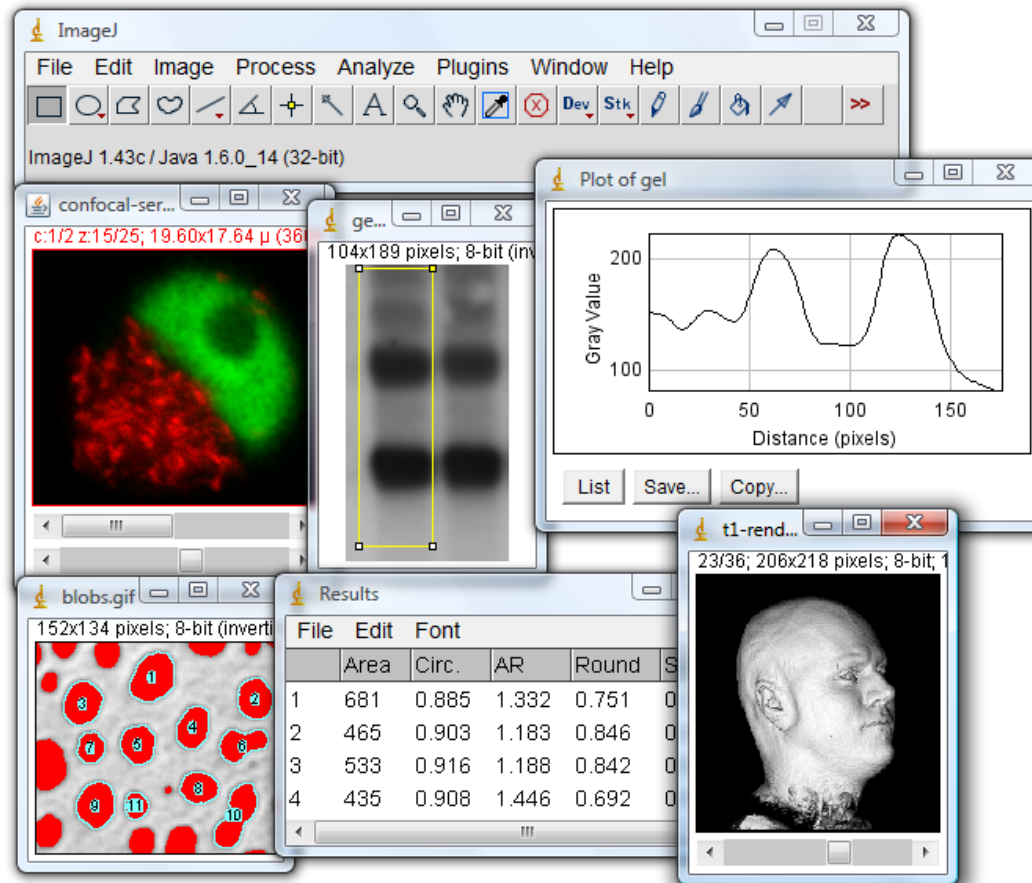 ImageJ
File Edit Image Process Analyze Plugins Window Help
A Dev Stk >>
ImageJ 1.43c / Java 1.6.0_14 (32-bit)
confocal-ser...
c:1/2 z:15/25; 19.60x17.64 µ (36
ge...
104x189 pixels; 8-bit (inv
Plot of gel
200
100
Gray Value
0 50 100 150
Distance (pixels)
List Save... Copy...
t1-rend...
23/36; 206x218 pixels; 8-bit; 1
blobs.gif
152x134 pixels; 8-bit (inverti
1
2
3
4
5
6
7
8
9
10
11
Results
File Edit Font
Area Circ. AR Round S
1 681 0.885 1.332 0.751 0
2 465 0.903 1.183 0.846 0
3 533 0.916 1.188 0.842 0
4 435 0.908 1.446 0.692 0